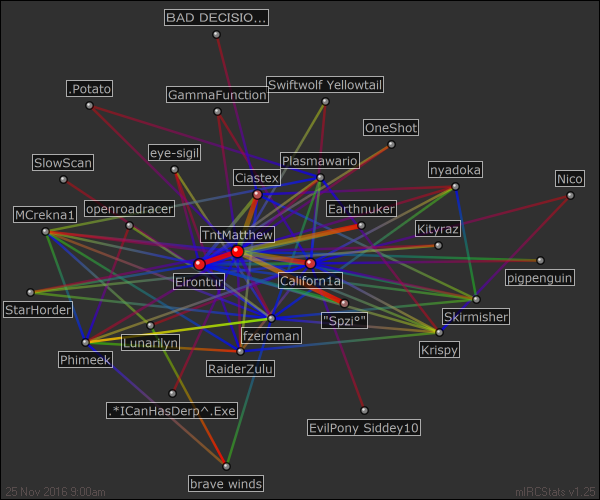 BAD DECISIO...
.Potato
GammaFunction
Swiftwolf Yellowtail
OneShot
SlowScan
eye-sigil
Plasmawario
Ciastex
nyadoka
Nico
MCrekna1
openroadracer
Earthnuker
TntMatthew
Kityraz
Elrontur
Californ1a
pigpenguin
StarHorder
"Spzi°"
Skirmisher
Lunarllyn
fzeroman
Phimeek
Krispy
RaiderZulu
.*ICanHasDerp^.Exe
EvilPony Siddey10
brave winds
25 Nov 2016 9:00am
mIRCStats v1.25